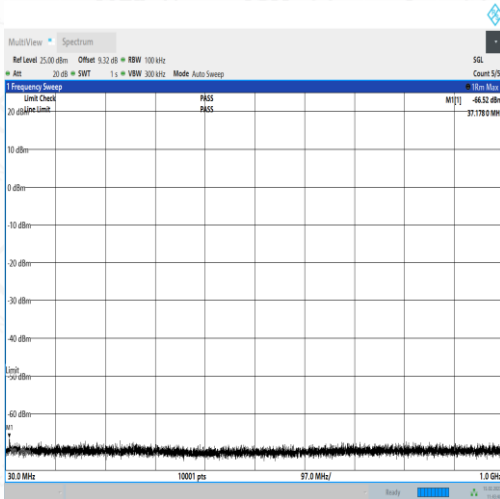 MultiView Spectrum
Ref Level 25.00 dBm Offset 9.32 dB RBW 100 kHz SGL
Att 20 dB SWT 1 s VBW 300 kHz Mode Auto Sweep Count 5/5
1 Frequency Sweep 1Rm Max
Limit Check PASS M1[1] -66.52 dBm
Line Limit PASS 37.1780 MH
20 dBm
10 dBm
0 dBm
-10 dBm
-20 dBm
-30 dBm
-40 dBm
Limit
-50 dBm
-60 dBm
M1
30.0 MHz 10001 pts 97.0 MHz/ 1.0 GHz
Ready